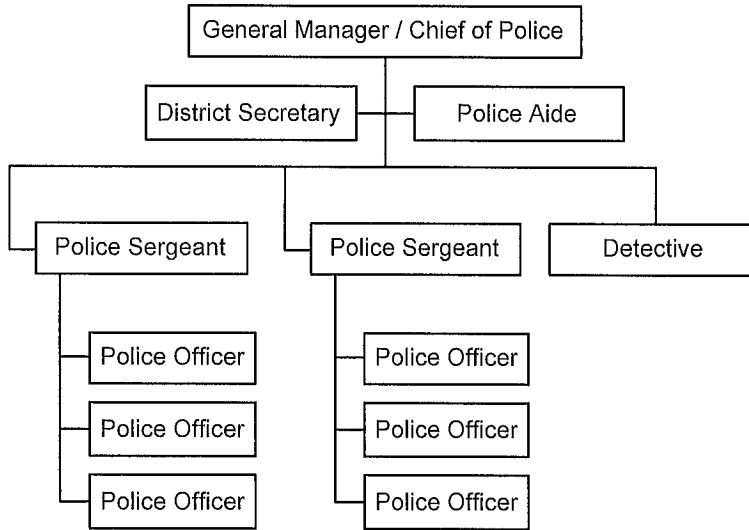 General Manager / Chief of Police
District Secretary
Police Aide
Police Sergeant
Police Sergeant
Detective
Police Officer
Police Officer
Police Officer
Police Officer
Police Officer
Police Officer